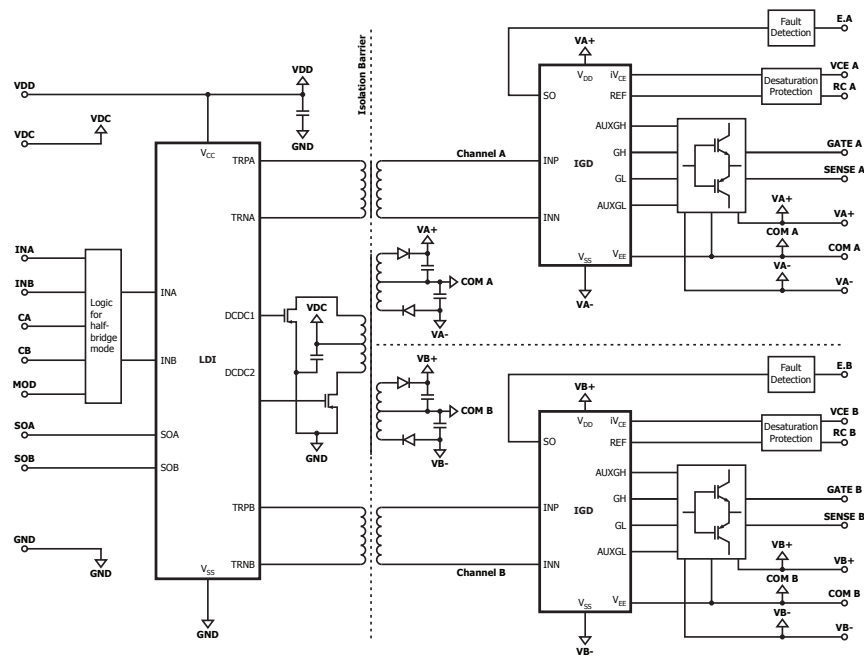 VDD
VDC
VDC
VDD
GND
Isolation Barrier
INA
INB
CA
CB
MOD
SOA
SOB
GND
GND
Logic
for
half-
bridge
mode
VCC
TRPA
TRNA
INA
DCDC1
LDI
DCDC2
INB
SOA
SOB
TRPB
TRNB
VSS
GND
VDC
GND
Channel A
VA+
COM A
VA-
VB+
COM B
VB-
Channel B
VA+
VDD
iVCE
SO
REF
AUXGH
INP
IGD
GH
GL
AUXGL
INN
VSS
VEE
VA-
Fault
Detection
E.A
Desaturation
Protection
VCE A
RC A
GATE A
SENSE A
VA+
VA+
COM A
COM A
VA-
VA-
VB+
VDD
iVCE
SO
REF
AUXGH
INP
IGD
GH
GL
AUXGL
INN
VSS
VEE
VB-
Fault
Detection
E.B
Desaturation
Protection
VCE B
RC B
GATE B
SENSE B
VB+
VB+
COM B
COM B
VB-
VB-